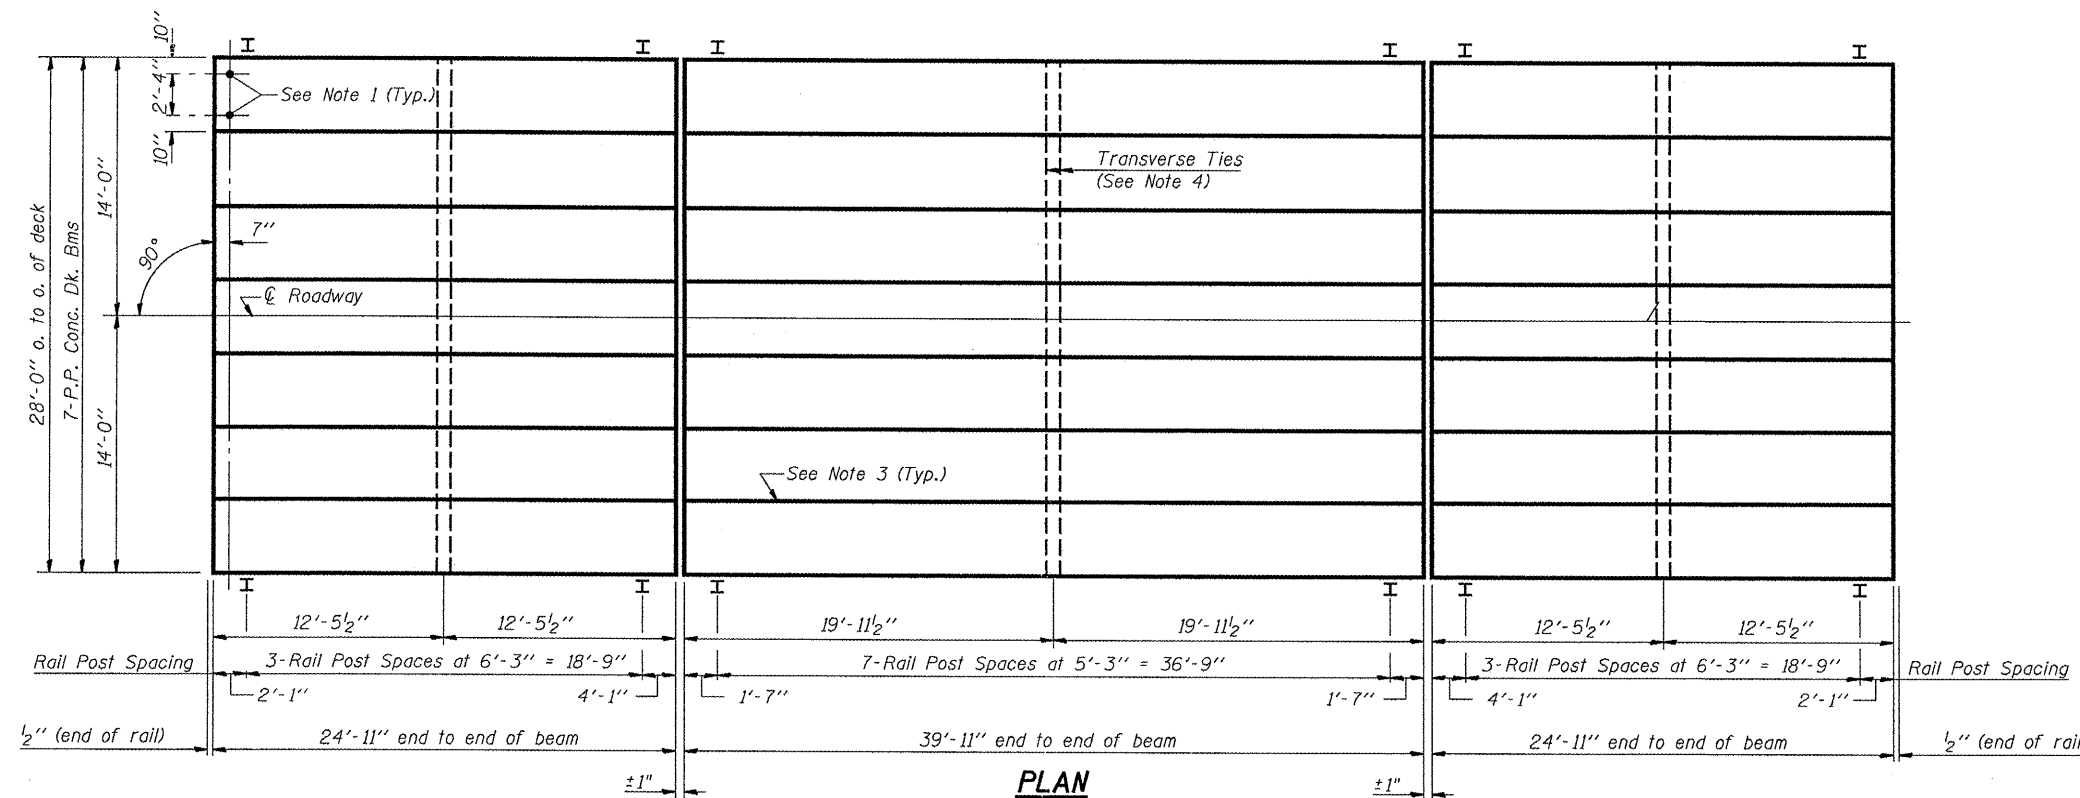 10"
2'-4"
10"
See Note 1 (Typ.)
Transverse Ties
(See Note 4)
28'-0" o. to o. of deck
7-P.P. Conc. Dk. Bms
14'-0"
14'-0"
90°
7"
℄ Roadway
See Note 3 (Typ.)
12'-5½" 12'-5½" 19'-11½" 19'-11½" 12'-5½" 12'-5½"
Rail Post Spacing 3-Rail Post Spaces at 6'-3" = 18'-9" 7-Rail Post Spaces at 5'-3" = 36'-9" 3-Rail Post Spaces at 6'-3" = 18'-9" Rail Post Spacing
2'-1" 4'-1" 1'-7" 1'-7" 4'-1" 2'-1"
½" (end of rail) 24'-11" end to end of beam 39'-11" end to end of beam 24'-11" end to end of beam ½" (end of rail
±1" ±1"
PLAN